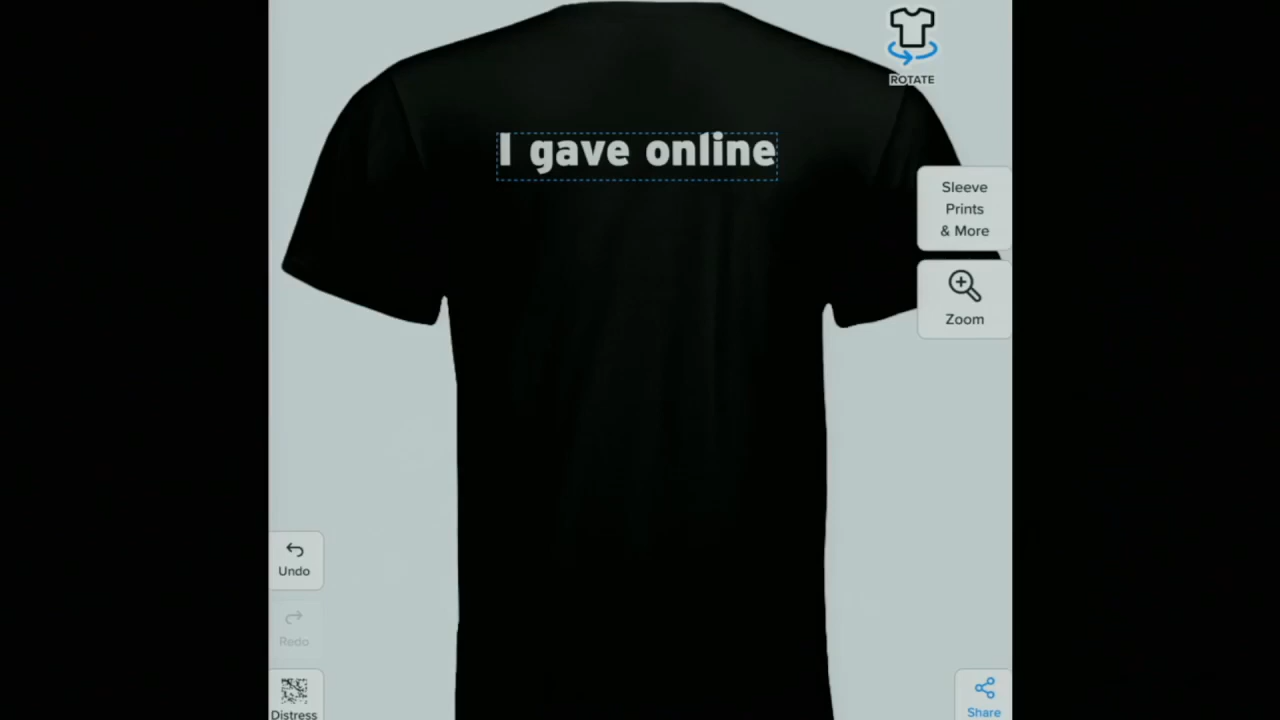 ROTATE
I gave online
Sleeve
Prints
& More
Zoom
Undo
Redo
Distress
Share